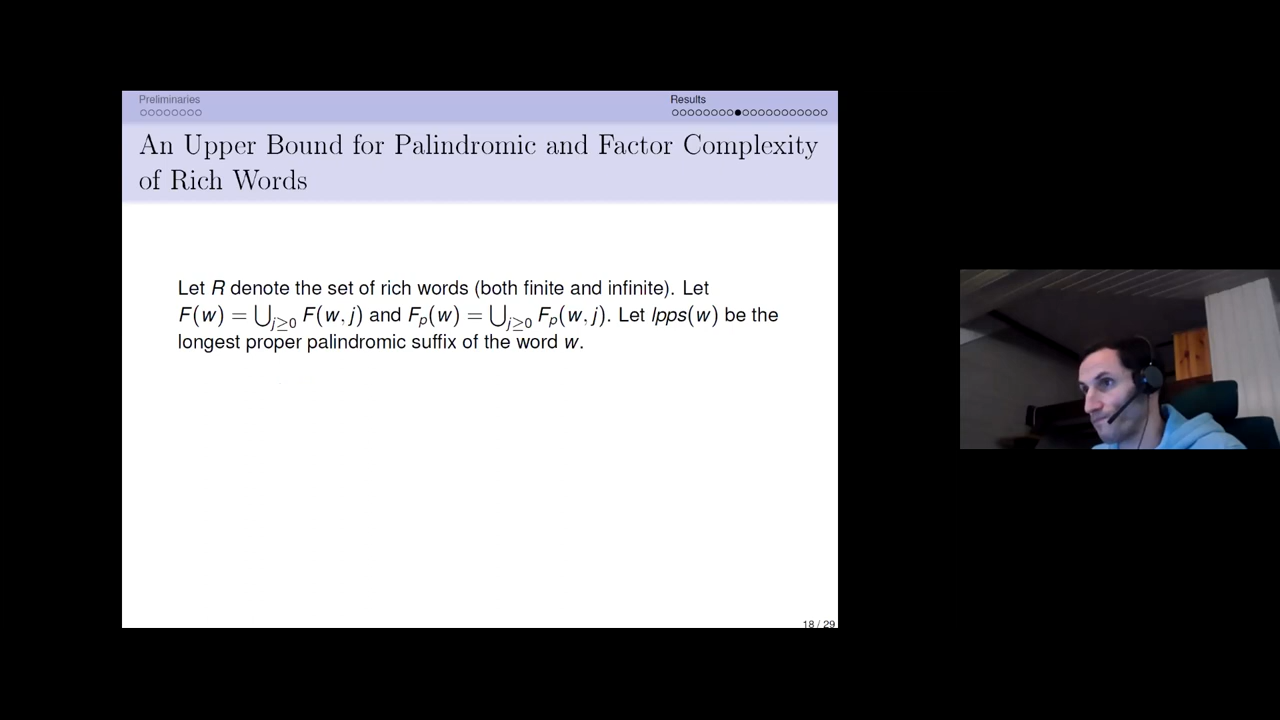 Preliminaries
Results
An Upper Bound for Palindromic and Factor Complexity
of Rich Words
Let R denote the set of rich words (both finite and infinite). Let
F(w) = ⋃_{j≥0} F(w, j) and F_p(w) = ⋃_{j≥0} F_p(w, j). Let lpps(w) be the
longest proper palindromic suffix of the word w.
18 / 29